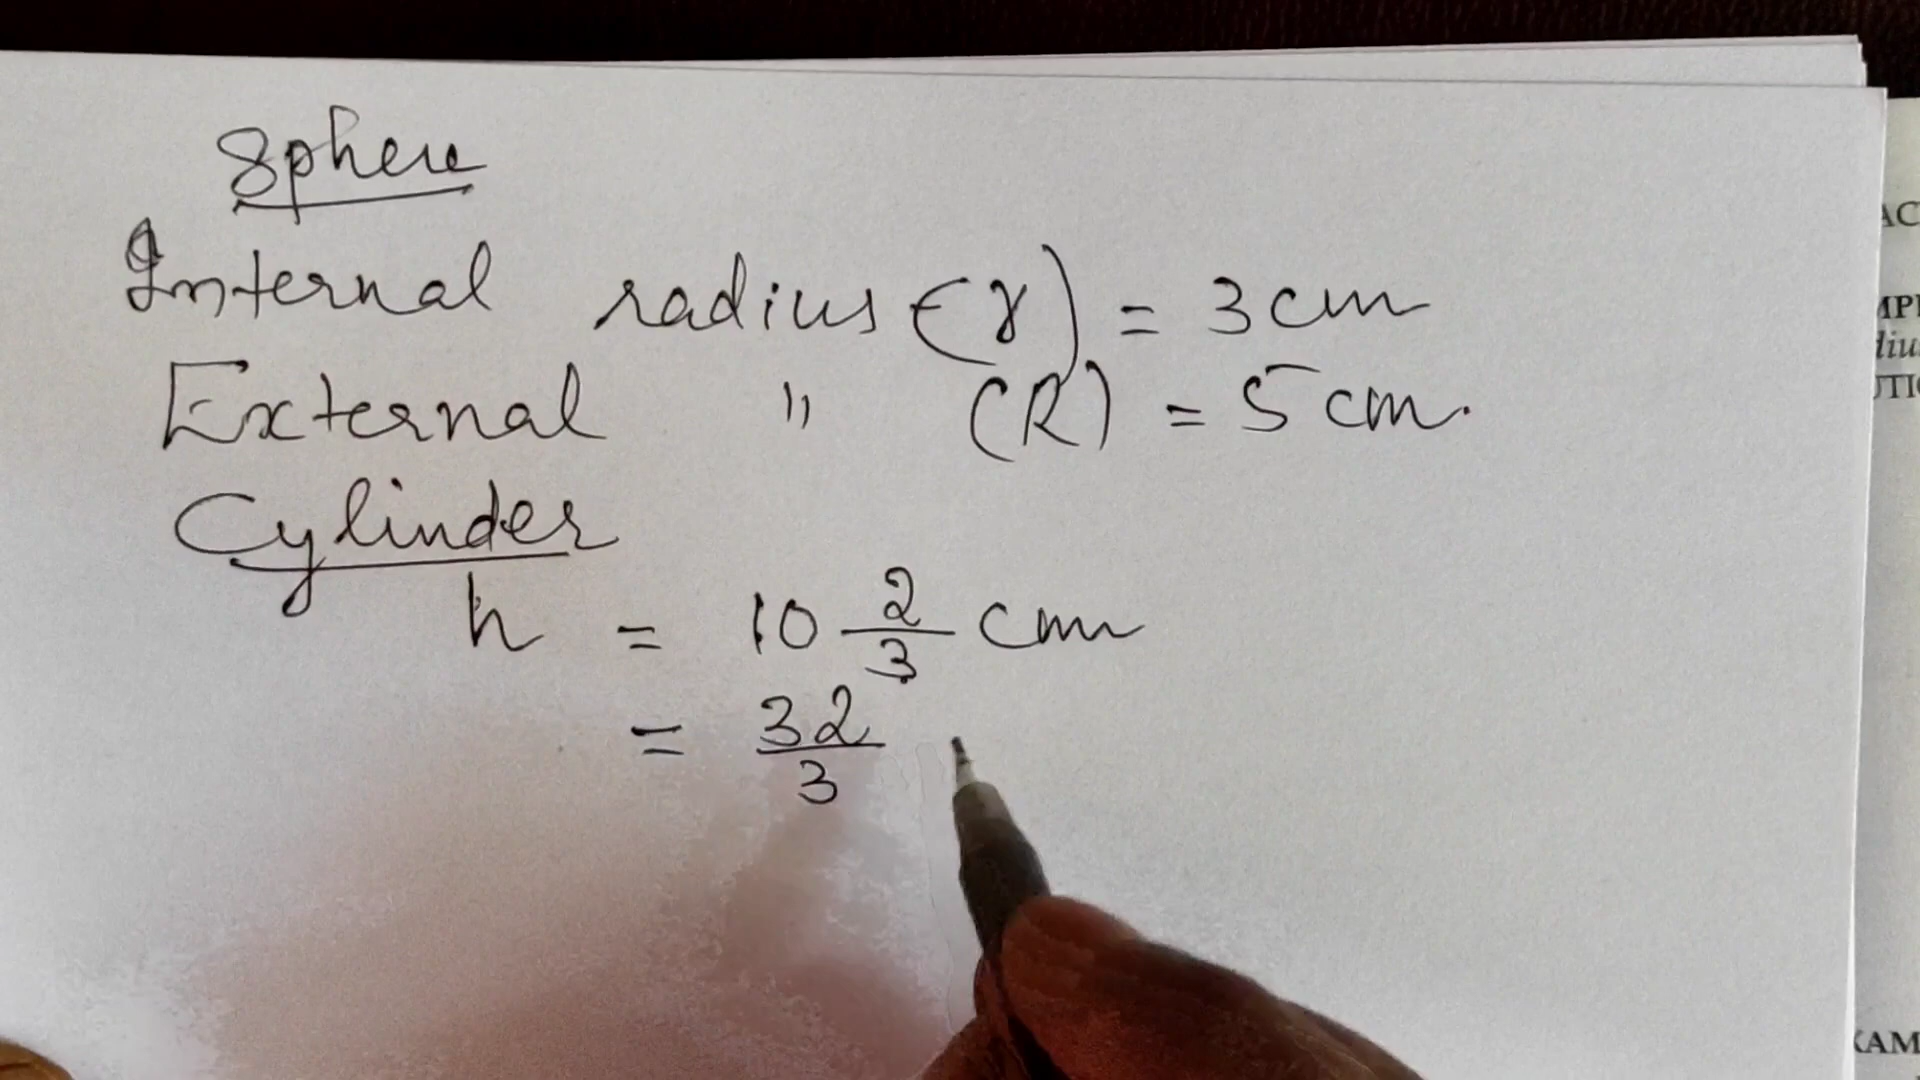 Sphere
Internal radius (r) = 3 cm
External " (R) = 5 cm.
Cylinder
h = 10 2/3 cm
= 32/3